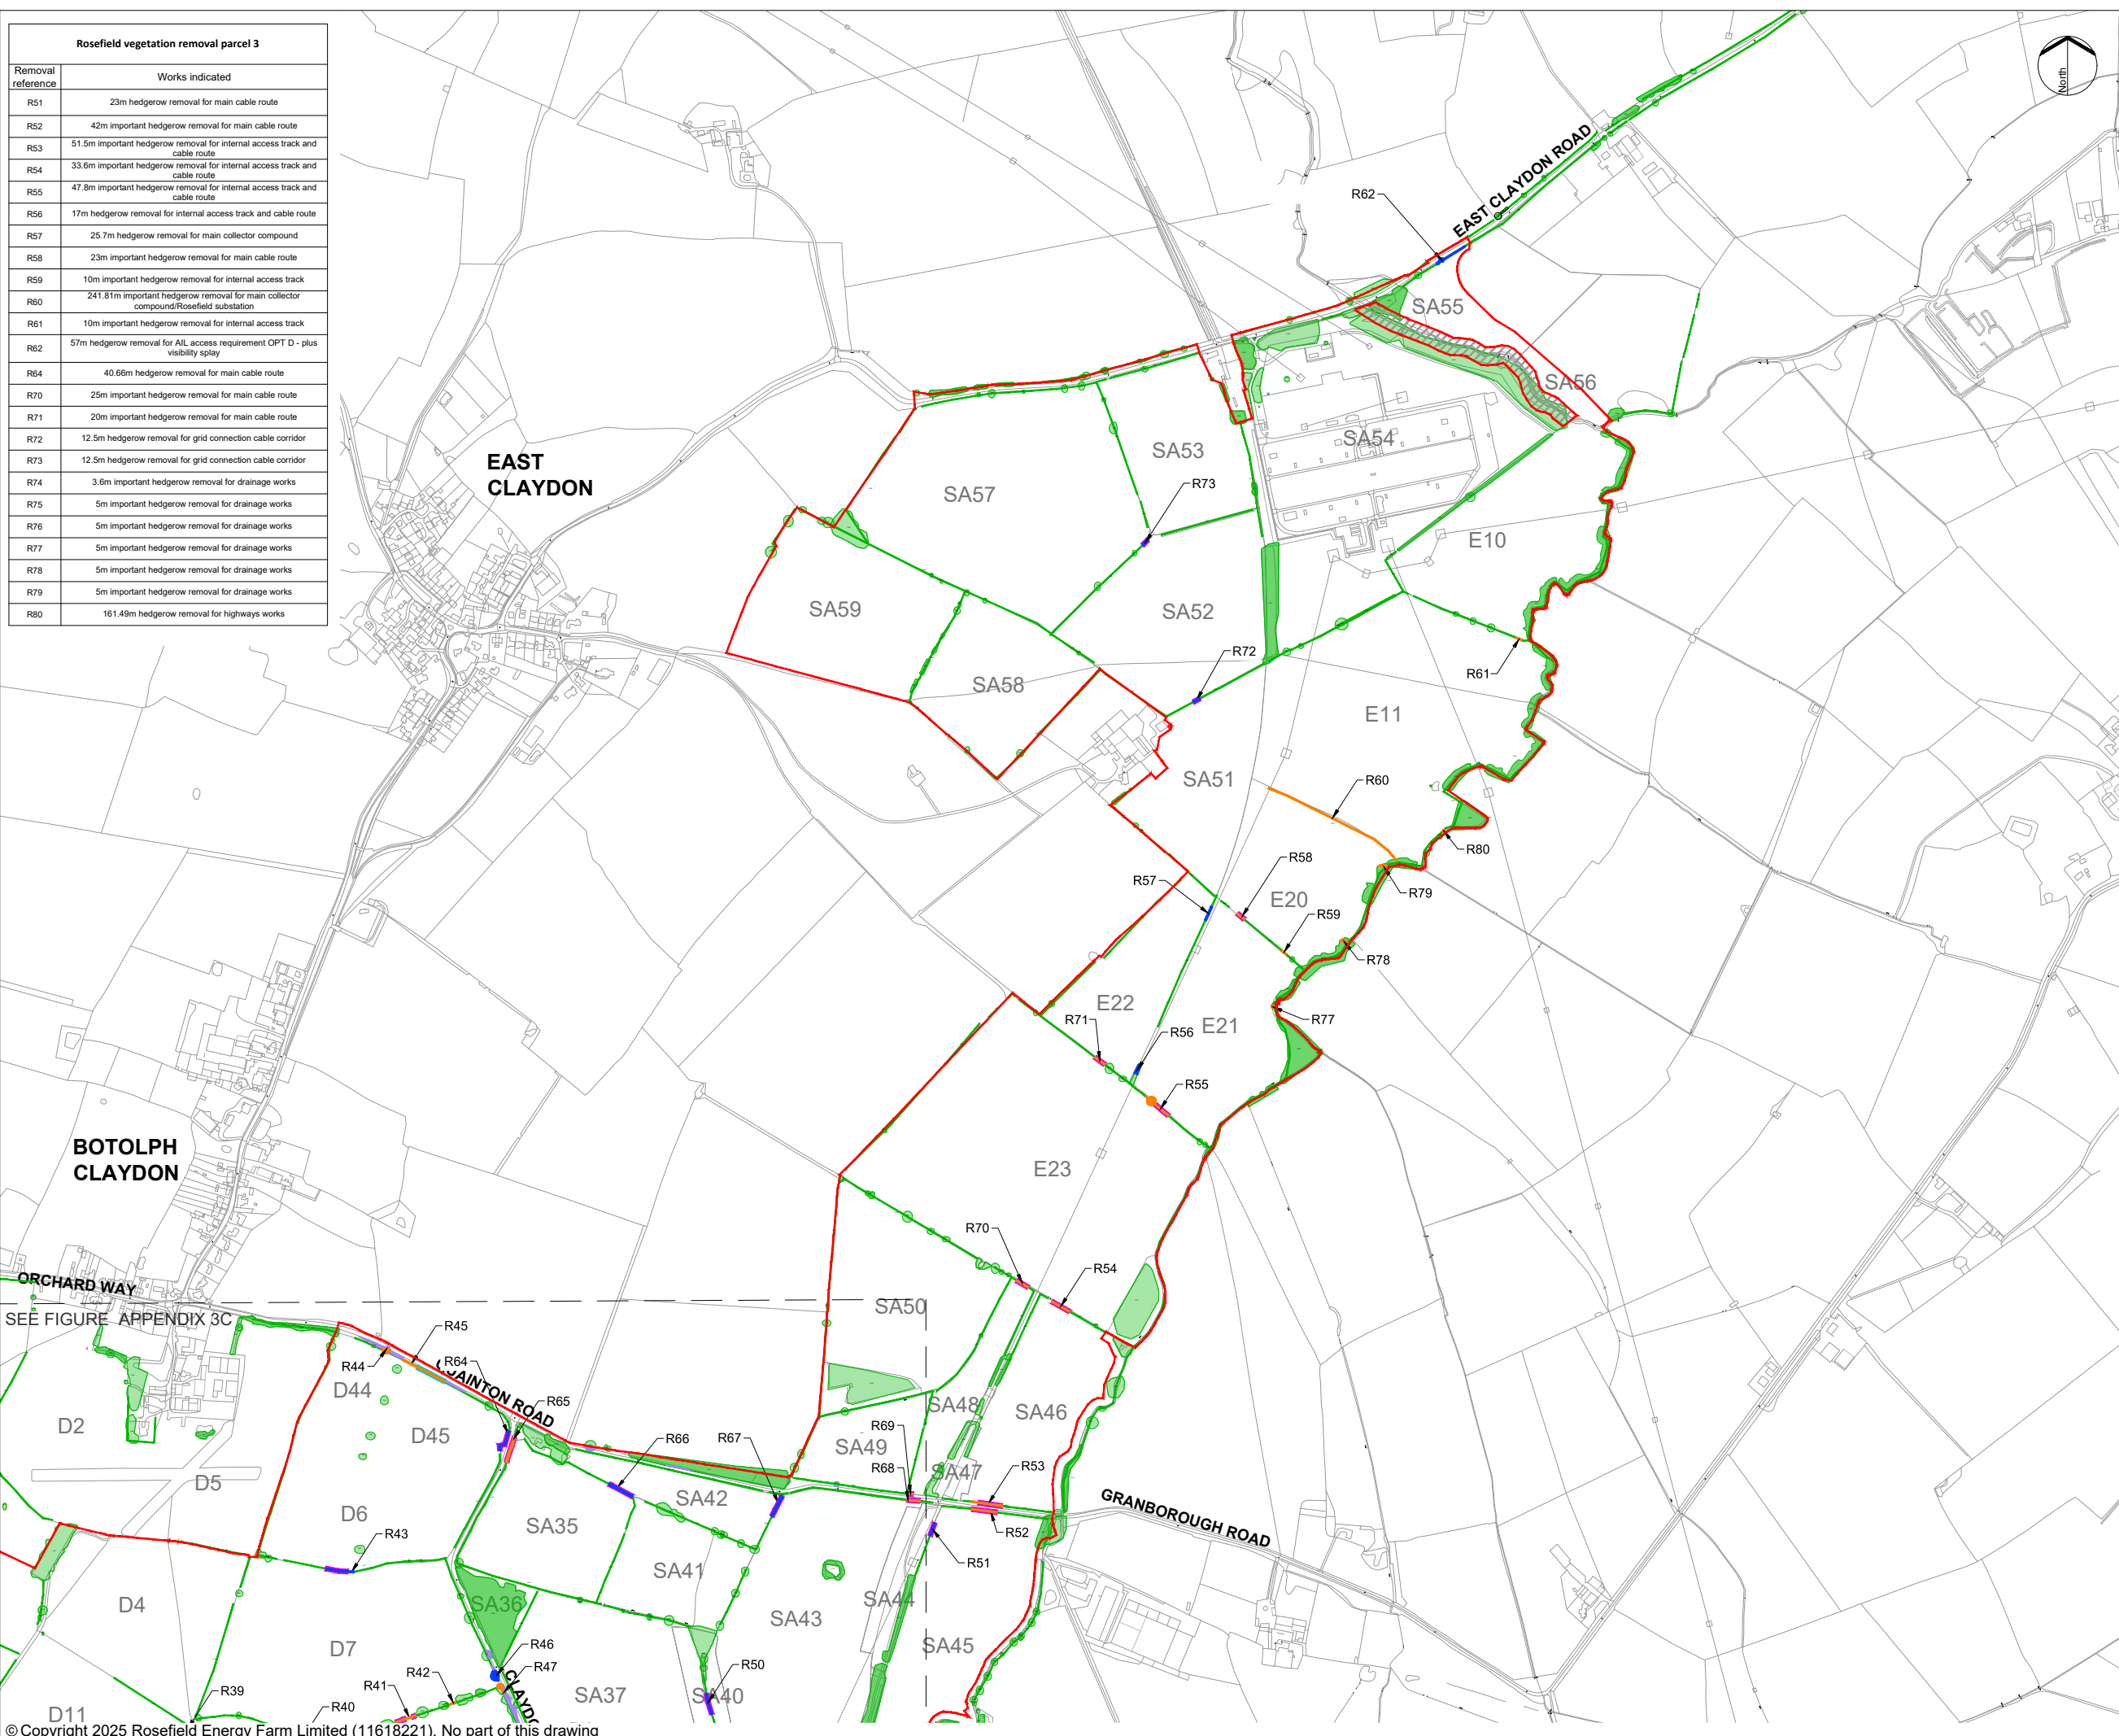 Rosefield vegetation removal parcel 3
Removal reference Works indicated
R51 23m hedgerow removal for main cable route
R52 42m important hedgerow removal for main cable route
R53 51.5m important hedgerow removal for internal access track and cable route
R54 33.6m important hedgerow removal for internal access track and cable route
R55 47.8m important hedgerow removal for internal access track and cable route
R56 17m hedgerow removal for internal access track and cable route
R57 25.7m hedgerow removal for main collector compound
R58 23m important hedgerow removal for main cable route
R59 10m important hedgerow removal for internal access track
R60 241.81m important hedgerow removal for main collector compound/Rosefield substation
R61 10m important hedgerow removal for internal access track
R62 57m hedgerow removal for AIL access requirement OPT D - plus visibility splay
R64 40.66m hedgerow removal for main cable route
R70 25m important hedgerow removal for main cable route
R71 20m important hedgerow removal for main cable route
R72 12.5m hedgerow removal for grid connection cable corridor
R73 12.5m hedgerow removal for grid connection cable corridor
R74 3.6m important hedgerow removal for drainage works
R75 5m important hedgerow removal for drainage works
R76 5m important hedgerow removal for drainage works
R77 5m important hedgerow removal for drainage works
R78 5m important hedgerow removal for drainage works
R79 5m important hedgerow removal for drainage works
R80 161.49m hedgerow removal for highways works
North
EAST CLAYDON ROAD
R62
SA55
SA56
SA54
SA53
R73
SA57
EAST
CLAYDON
E10
SA59
SA52
R72
R61
SA58
E11
SA51
R60
R80
R58
R57
E20
R79
R59
R78
E22
R71
R56
E21
R77
R55
BOTOLPH
CLAYDON
E23
R70
R54
ORCHARD WAY
SEE FIGURE APPENDIX 3C
SA50
R45
R44
R64
QUAINTON ROAD
D44
R65
D2
D45
R66
R67
R69
SA48
SA46
SA49
R68
SA47
R53
D5
SA42
GRANBOROUGH ROAD
D6
SA35
R52
R43
R51
SA41
D4
SA36
SA43
SA44
D7
R46
SA45
R42
R47
R50
R41
R39
R40
SA37
SA40
D11
CLAYDO
© Copyright 2025 Rosefield Energy Farm Limited (11618221). No part of this drawing